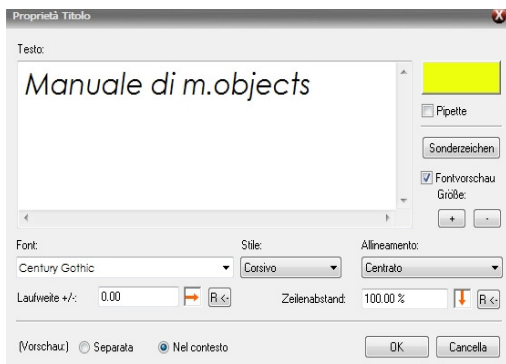 Proprietà Titolo
Testo:
Manuale di m.objects
Pipette
Sonderzeichen
Fontvorschau
Größe:
+ -
Font: Stile: Allineamento:
Century Gothic Corsivo Centrato
Laufweite +/-: 0.00 R <- Zeilenabstand: 100.00 % R <-
(Vorschau:) Separata Nel contesto OK Cancella